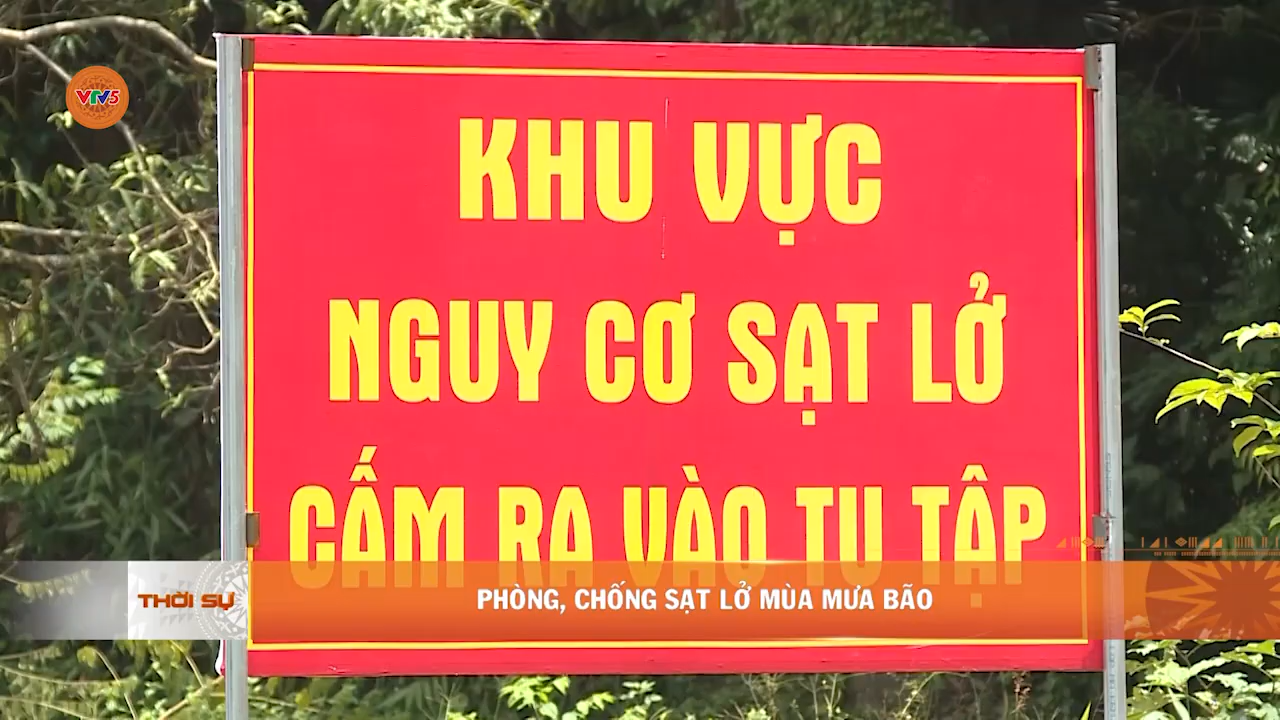 VTV5
KHU VỰC
NGUY CƠ SẠT LỞ
CẤM RA VÀO TỤ TẬP
THỜI SỰ
PHÒNG, CHỐNG SẠT LỞ MÙA MƯA BÃO